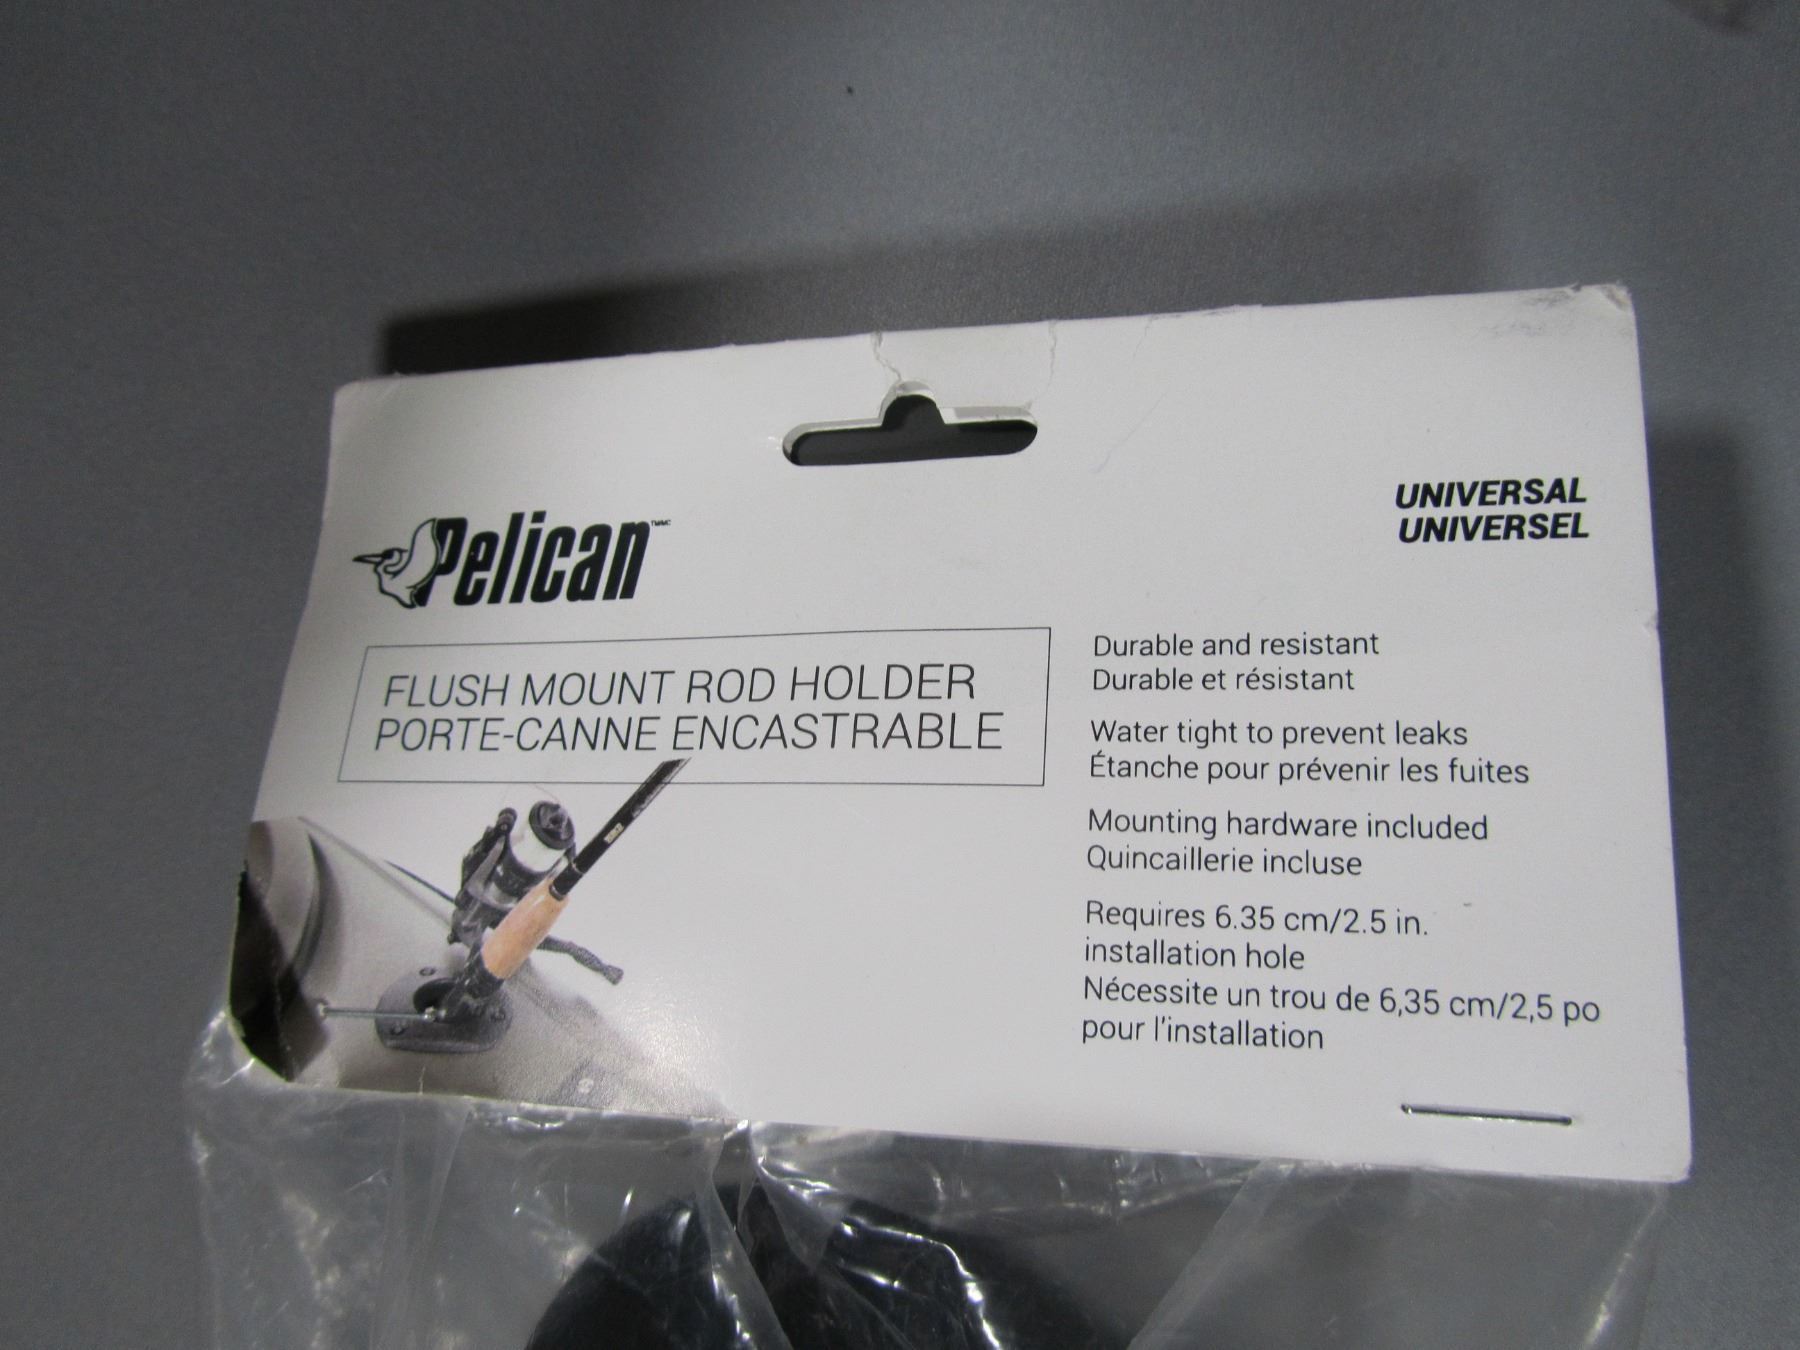 Pelican
UNIVERSAL
UNIVERSEL
FLUSH MOUNT ROD HOLDER
PORTE-CANNE ENCASTRABLE
Durable and resistant
Durable et résistant
Water tight to prevent leaks
Étanche pour prévenir les fuites
Mounting hardware included
Quincaillerie incluse
Requires 6.35 cm/2.5 in.
installation hole
Nécessite un trou de 6,35 cm/2,5 po
pour l'installation